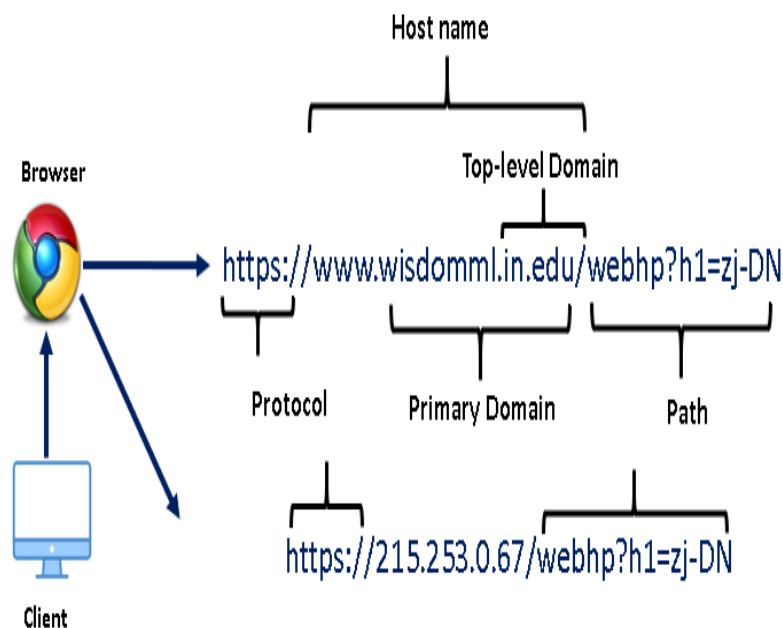 Host name
Top-level Domain
Browser
https://www.wisdomml.in.edu/webhp?h1=zj-DN
Protocol
Primary Domain
Path
https://215.253.0.67/webhp?h1=zj-DN
Client